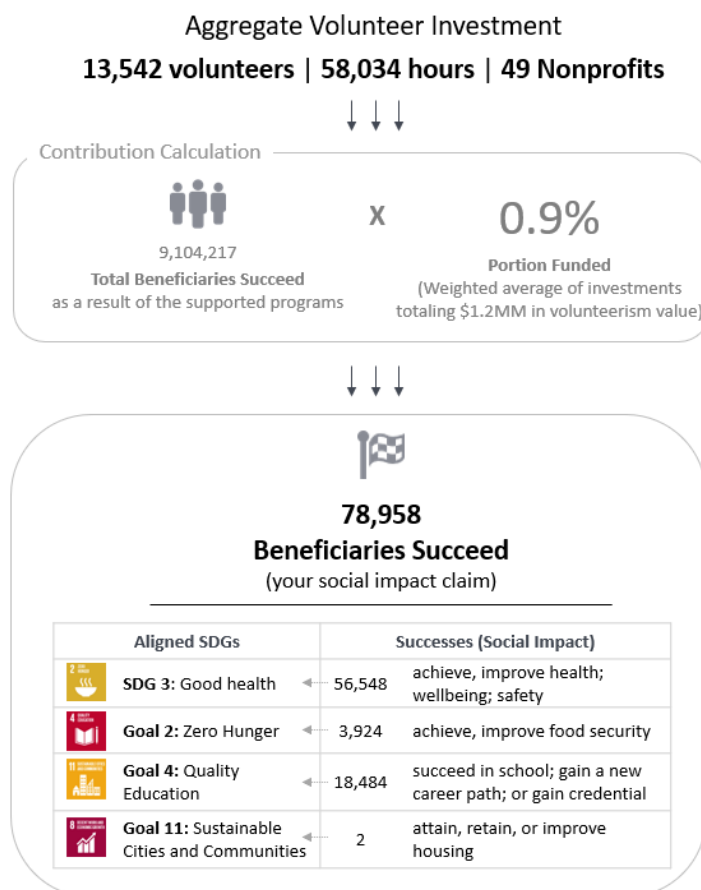 Aggregate Volunteer Investment
13,542 volunteers | 58,034 hours | 49 Nonprofits
Contribution Calculation
9,104,217
Total Beneficiaries Succeed
as a result of the supported programs
X
0.9%
Portion Funded
(Weighted average of investments
totaling $1.2MM in volunteerism value)
78,958
Beneficiaries Succeed
(your social impact claim)
Aligned SDGs
Successes (Social Impact)
2
SDG 3: Good health
56,548
achieve, improve health;
wellbeing; safety
4
Goal 2: Zero Hunger
3,924
achieve, improve food security
11
Goal 4: Quality
Education
18,484
succeed in school; gain a new
career path; or gain credential
8
Goal 11: Sustainable
Cities and Communities
2
attain, retain, or improve
housing